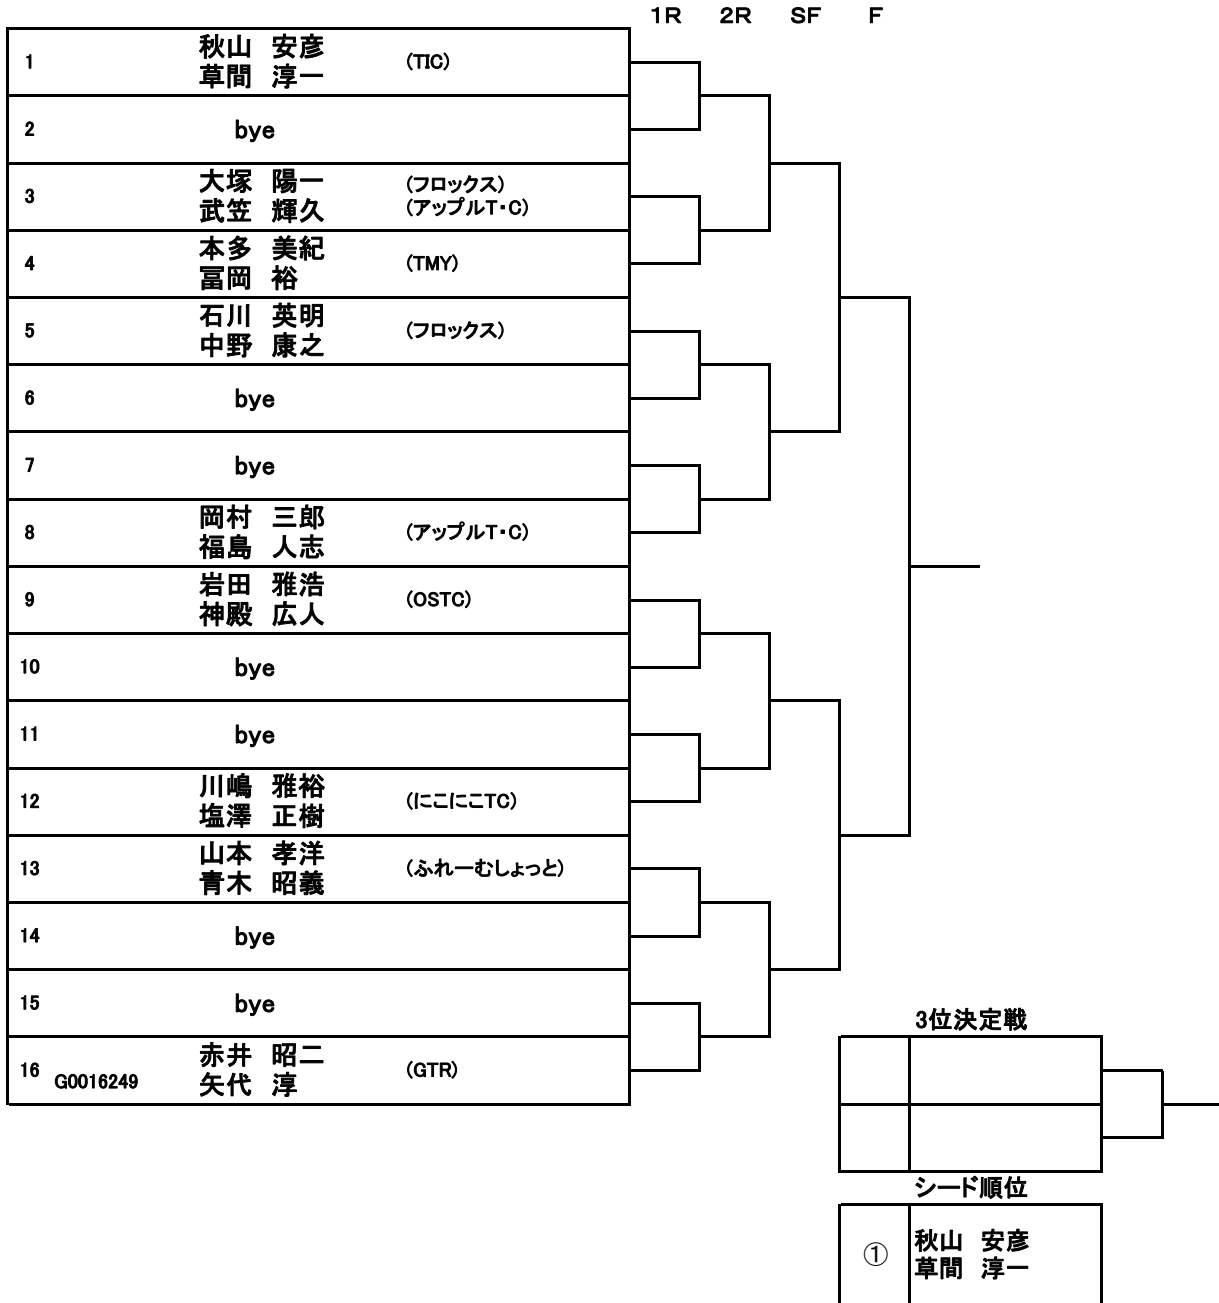 1R 2R SF F
1 秋山 安彦 (TIC)
草間 淳一
2 bye
3 大塚 陽一 (フロックス)
武笠 輝久 (アップルT・C)
4 本多 美紀 (TMY)
冨岡 裕
5 石川 英明 (フロックス)
中野 康之
6 bye
7 bye
8 岡村 三郎 (アップルT・C)
福島 人志
9 岩田 雅浩 (OSTC)
神殿 広人
10 bye
11 bye
12 川嶋 雅裕 (にこにこTC)
塩澤 正樹
13 山本 孝洋 (ふれーむしょっと)
青木 昭義
14 bye
15 bye
16 G0016249 赤井 昭二 (GTR)
矢代 淳
3位決定戦
シード順位
① 秋山 安彦
草間 淳一